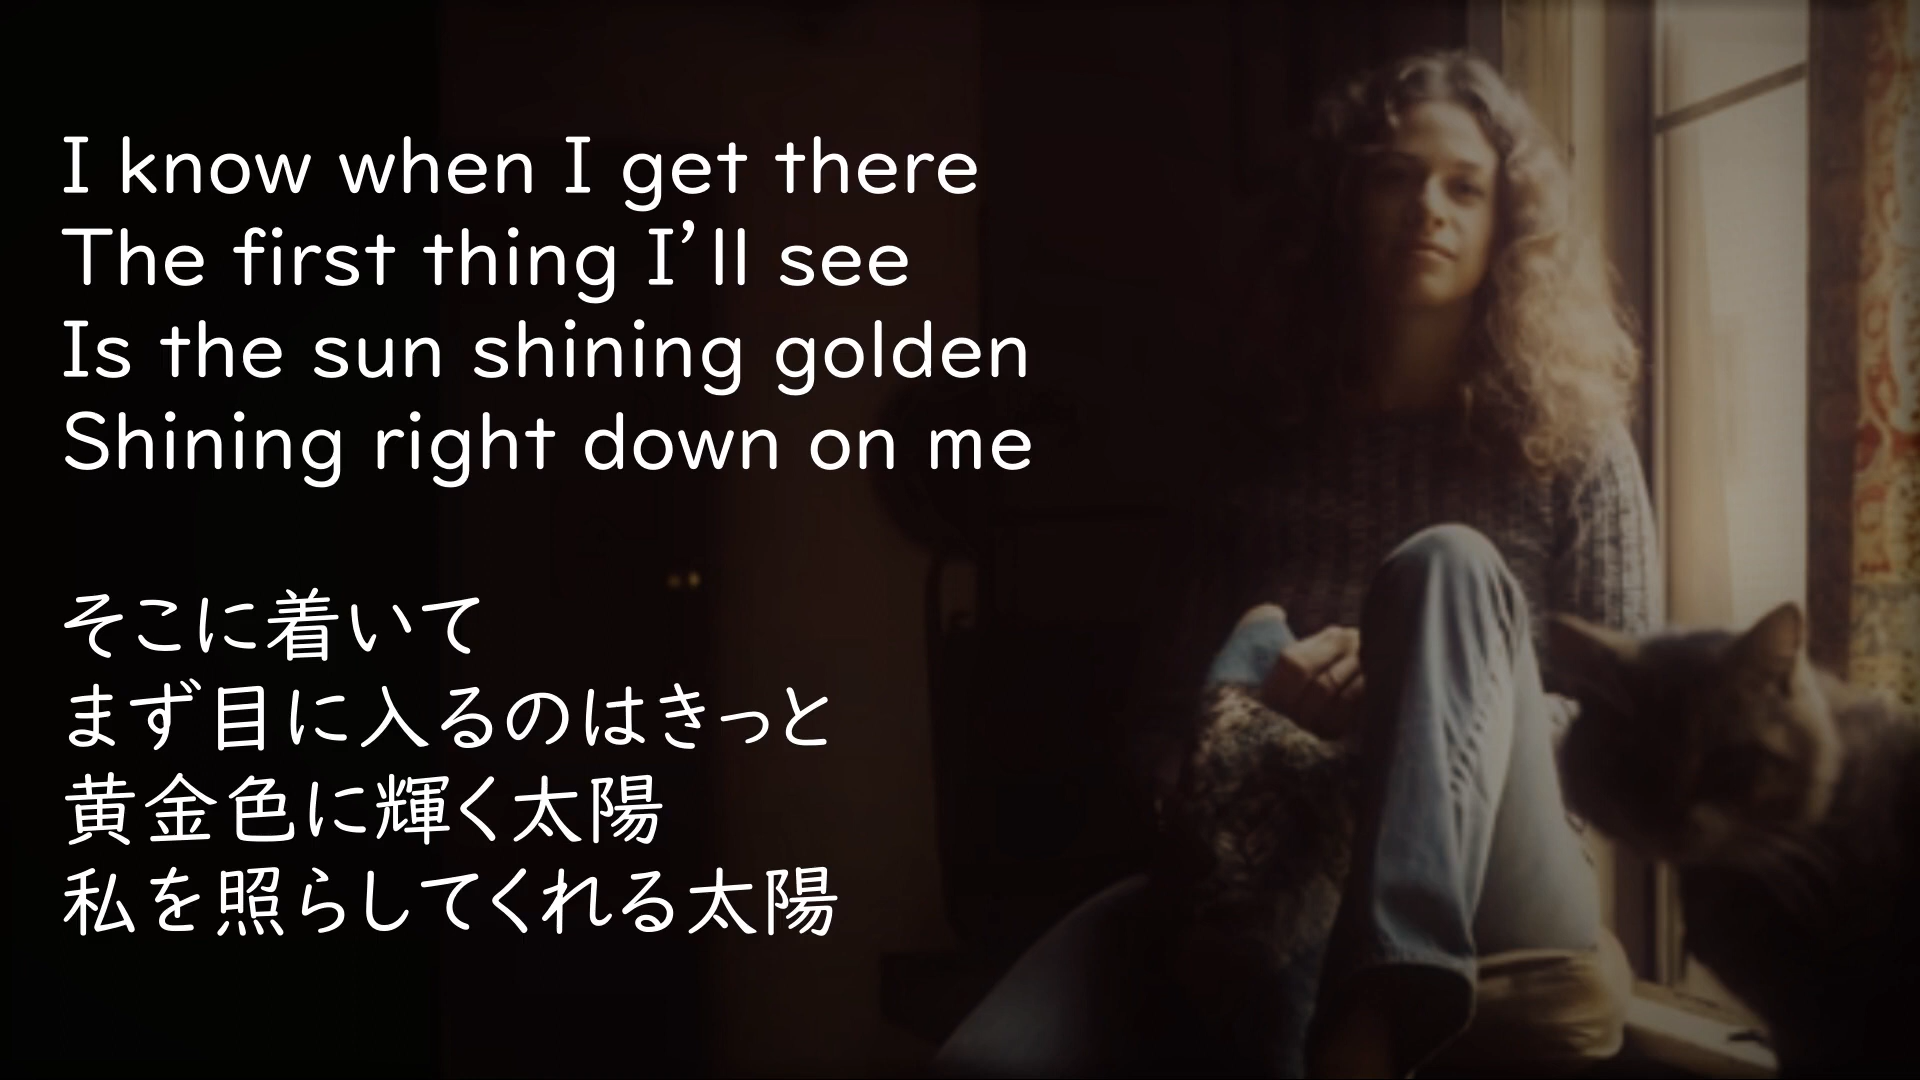 I know when I get there
The first thing I’ll see
Is the sun shining golden
Shining right down on me
そこに着いて
まず目に入るのはきっと
黄金色に輝く太陽
私を照らしてくれる太陽